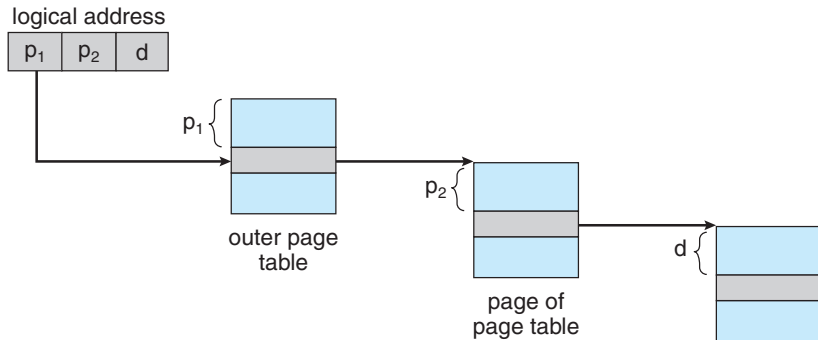 logical address
p₁ p₂ d
p₁
outer page
table
p₂
page of
page table
d